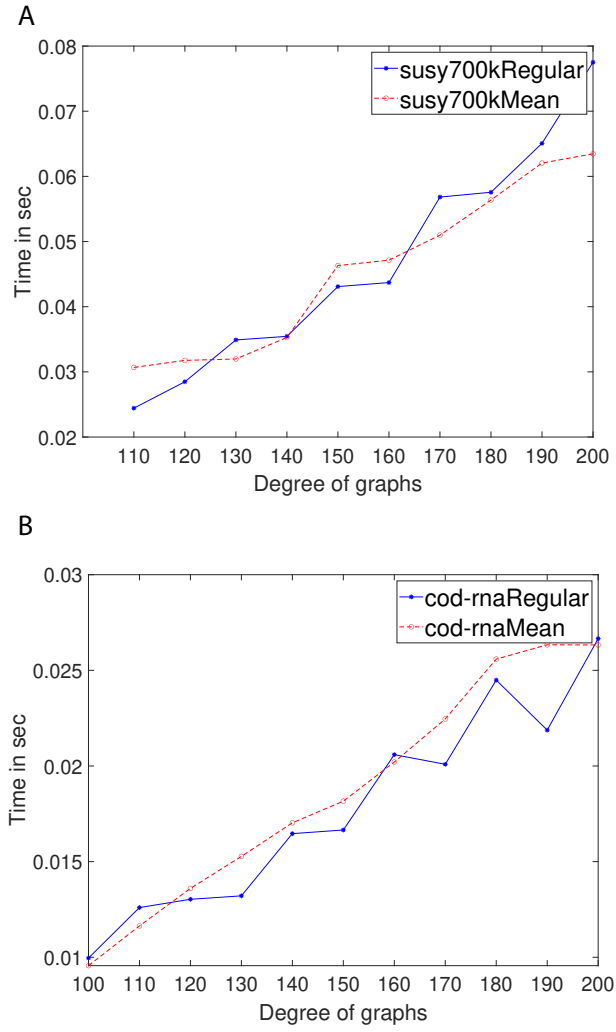 A
0.08
susy700kRegular
susy700kMean
0.07
0.06
0.05
0.04
0.03
0.02
Time in sec
110 120 130 140 150 160 170 180 190 200
Degree of graphs
B
0.03
cod-rnaRegular
cod-rnaMean
0.025
0.02
0.015
0.01
Time in sec
100 110 120 130 140 150 160 170 180 190 200
Degree of graphs